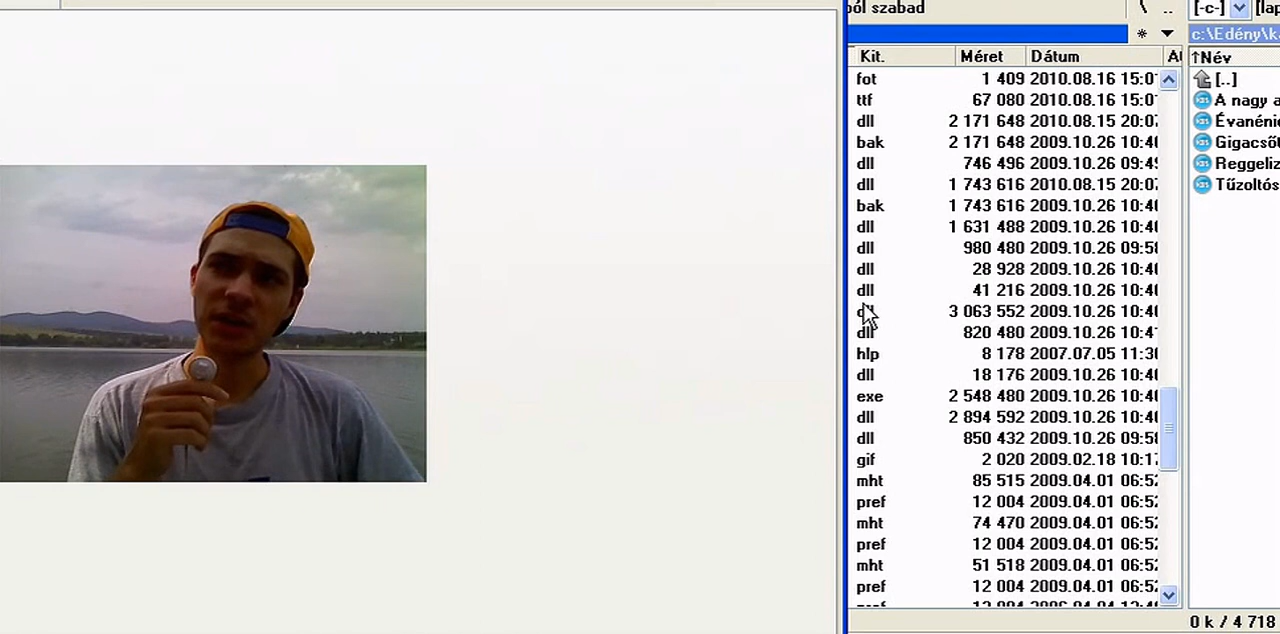 ból szabad
\ ..
[-c-] [lap
* c:\Edény\k
Kit. Méret Dátum
fot 1 409 2010.08.16 15:0
ttf 67 080 2010.08.15 15:0
dll 2 171 648 2010.08.15 20:0
bak 2 171 648 2009.10.26 10:4
dll 746 496 2009.10.26 09:4
dll 1 743 616 2010.08.15 20:0
bak 1 743 616 2009.10.26 10:4
dll 1 631 488 2009.10.26 10:4
dll 980 480 2009.10.26 09:5
dll 28 928 2009.10.26 10:4
dll 41 216 2009.10.26 10:4
dll 3 063 552 2009.10.26 10:4
dll 820 480 2009.10.26 10:4
hlp 8 178 2007.07.05 11:3
dll 18 176 2009.10.26 10:4
exe 2 548 480 2009.10.26 10:4
dll 2 894 592 2009.10.26 10:4
dll 850 432 2009.10.26 09:5
gif 2 020 2009.02.18 10:1
mht 85 515 2009.04.01 06:5
pref 12 004 2009.04.01 06:5
mht 74 470 2009.04.01 06:5
pref 12 004 2009.04.01 06:5
mht 51 518 2009.04.01 06:5
pref 12 004 2009.04.01 06:5
↑Név
[..]
A nagy a
Évanénie
Gigacsőt
Reggeliz
Tűzoltós
0 k / 4 718